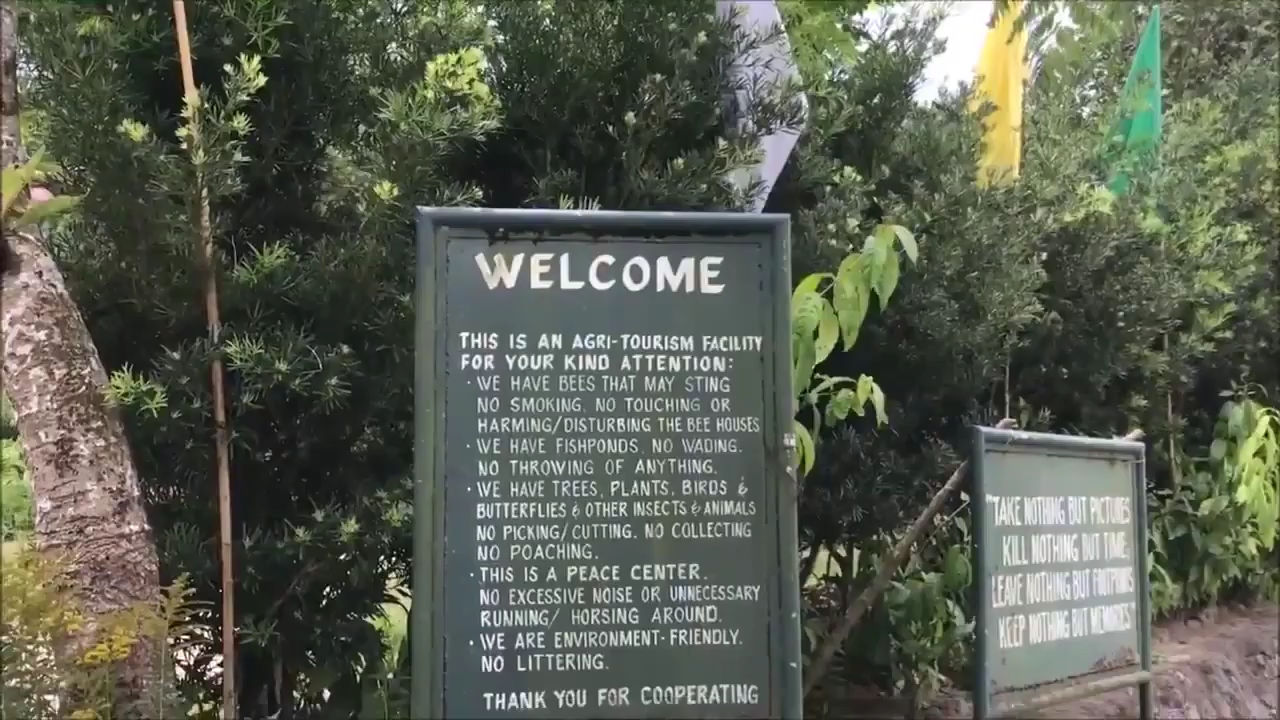 WELCOME
THIS IS AN AGRI-TOURISM FACILITY
FOR YOUR KIND ATTENTION:
· WE HAVE BEES THAT MAY STING
NO SMOKING. NO TOUCHING OR
HARMING/DISTURBING THE BEE HOUSES
· WE HAVE FISHPONDS. NO WADING.
NO THROWING OF ANYTHING.
· WE HAVE TREES, PLANTS, BIRDS &
BUTTERFLIES & OTHER INSECTS & ANIMALS
NO PICKING/CUTTING. NO COLLECTING
NO POACHING.
· THIS IS A PEACE CENTER.
NO EXCESSIVE NOISE OR UNNECESSARY
RUNNING/ HORSING AROUND.
· WE ARE ENVIRONMENT-FRIENDLY.
NO LITTERING.
THANK YOU FOR COOPERATING
"TAKE NOTHING BUT PICTURES
KILL NOTHING BUT TIME.
LEAVE NOTHING BUT FOOTPRINTS
KEEP NOTHING BUT MEMORIES"